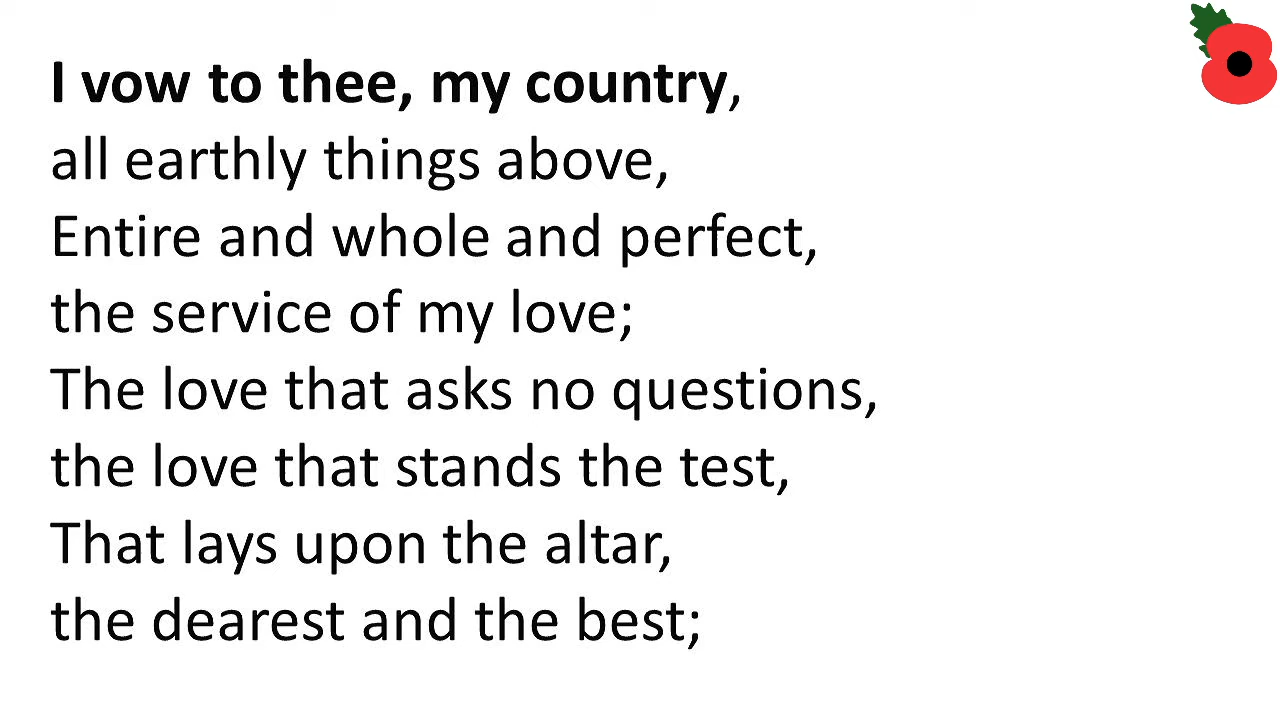 I vow to thee, my country,
all earthly things above,
Entire and whole and perfect,
the service of my love;
The love that asks no questions,
the love that stands the test,
That lays upon the altar,
the dearest and the best;